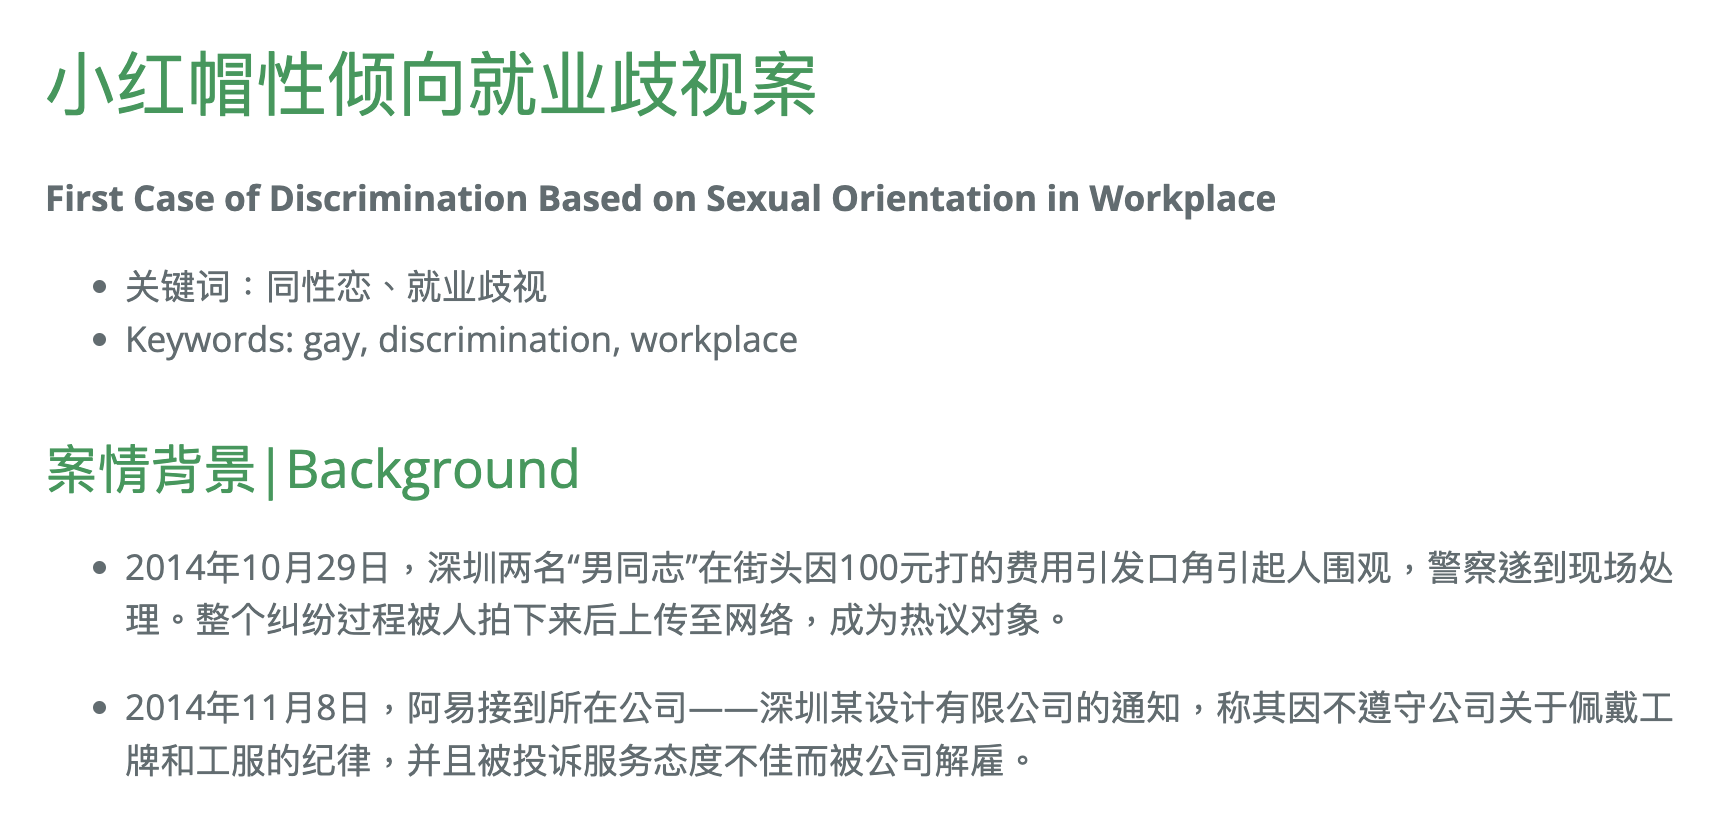 小红帽性倾向就业歧视案
First Case of Discrimination Based on Sexual Orientation in Workplace
关键词：同性恋、就业歧视
Keywords: gay, discrimination, workplace
案情背景|Background
2014年10月29日，深圳两名“男同志”在街头因100元打的费用引发口角引起人围观，警察遂到现场处
理。整个纠纷过程被人拍下来后上传至网络，成为热议对象。
2014年11月8日，阿易接到所在公司——深圳某设计有限公司的通知，称其因不遵守公司关于佩戴工
牌和工服的纪律，并且被投诉服务态度不佳而被公司解雇。